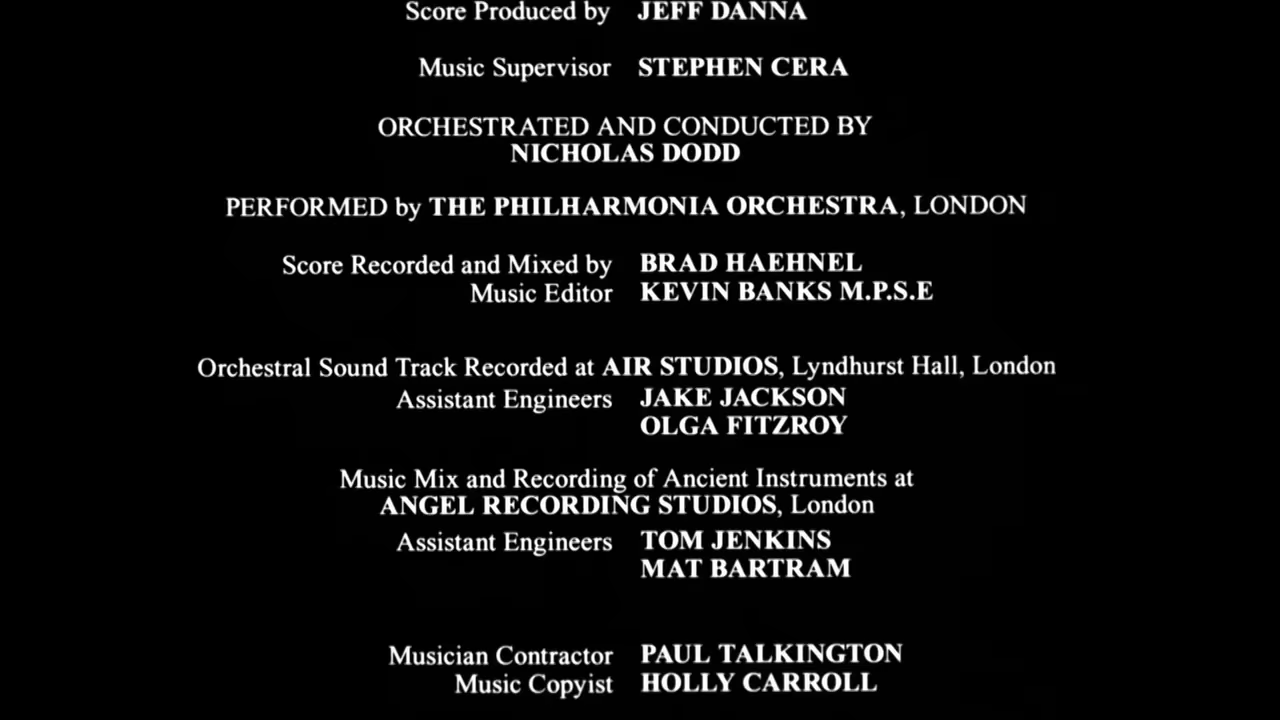 Score Produced by JEFF DANNA
Music Supervisor STEPHEN CERA
ORCHESTRATED AND CONDUCTED BY
NICHOLAS DODD
PERFORMED by THE PHILHARMONIA ORCHESTRA, LONDON
Score Recorded and Mixed by BRAD HAEHNEL
Music Editor KEVIN BANKS M.P.S.E
Orchestral Sound Track Recorded at AIR STUDIOS, Lyndhurst Hall, London
Assistant Engineers JAKE JACKSON
OLGA FITZROY
Music Mix and Recording of Ancient Instruments at
ANGEL RECORDING STUDIOS, London
Assistant Engineers TOM JENKINS
MAT BARTRAM
Musician Contractor PAUL TALKINGTON
Music Copyist HOLLY CARROLL